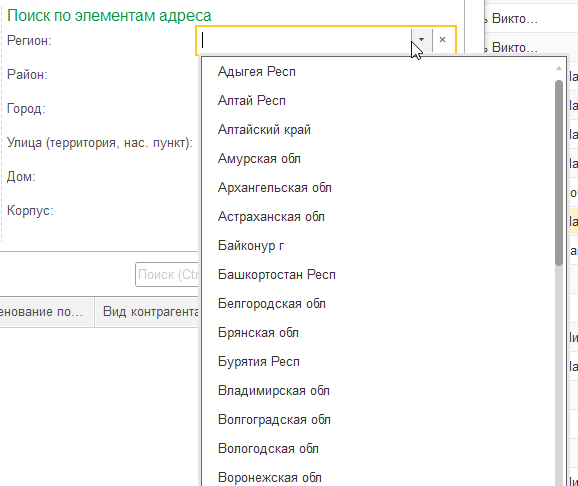 Поиск по элементам адреса
Регион:
Район:
Город:
Улица (территория, нас. пункт):
Дом:
Корпус:
Адыгея Респ
Алтай Респ
Алтайский край
Амурская обл
Архангельская обл
Астраханская обл
Байконур г
Башкортостан Респ
Белгородская обл
Брянская обл
Бурятия Респ
Владимирская обл
Волгоградская обл
Вологодская обл
Воронежская обл
Поиск (Ctr
енование по...
Вид контрагента
ь Викто...
ь Викто...